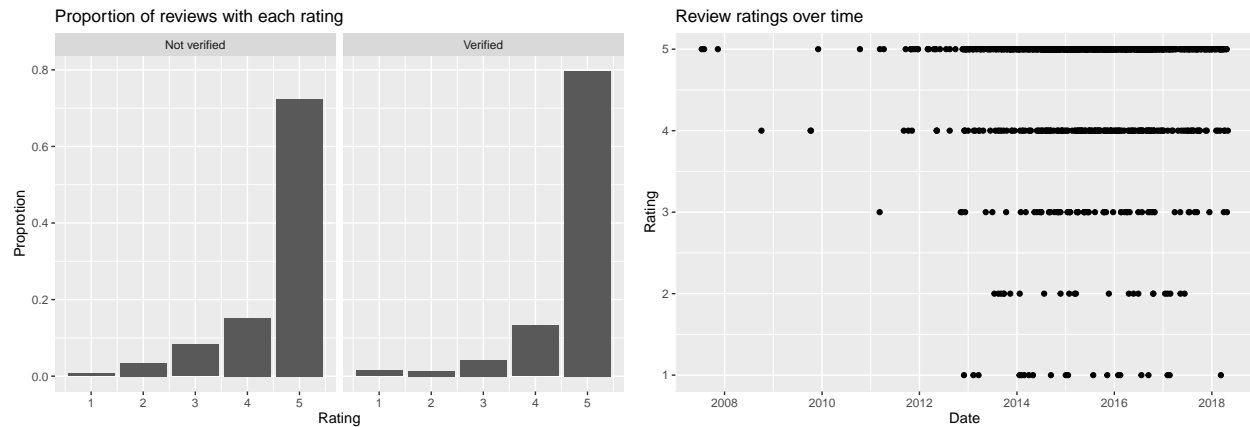 Proportion of reviews with each rating
Not verified
Verified
0.8
0.6
0.4
0.2
0.0
Proprotion
1 2 3 4 5
1 2 3 4 5
Rating
Review ratings over time
5
4
3
2
1
Rating
2008 2010 2012 2014 2016 2018
Date